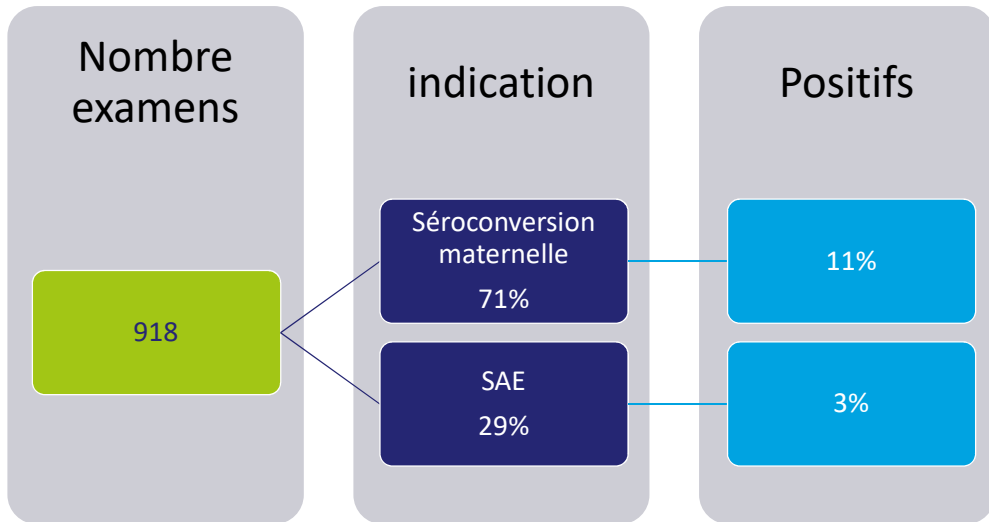 Nombre
examens
indication
Positifs
918
Séroconversion
maternelle
71%
11%
SAE
29%
3%